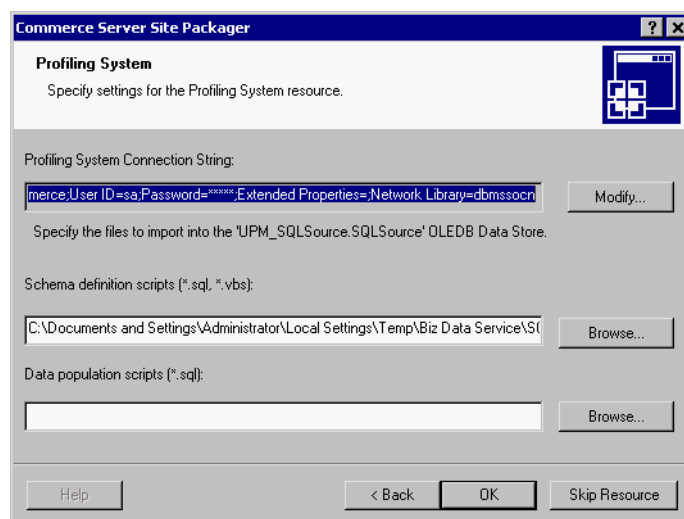 Commerce Server Site Packager
Profiling System
Specify settings for the Profiling System resource.
Profiling System Connection String:
merce;User ID=sa;Password=*****;Extended Properties=;Network Library=dbmssocn
Modify...
Specify the files to import into the 'UPM_SQLSource.SQLSource' OLEDB Data Store.
Schema definition scripts (*.sql, *.vbs):
C:\Documents and Settings\Administrator\Local Settings\Temp\Biz Data Service\S
Browse...
Data population scripts (*.sql):
Browse...
Help
< Back
OK
Skip Resource